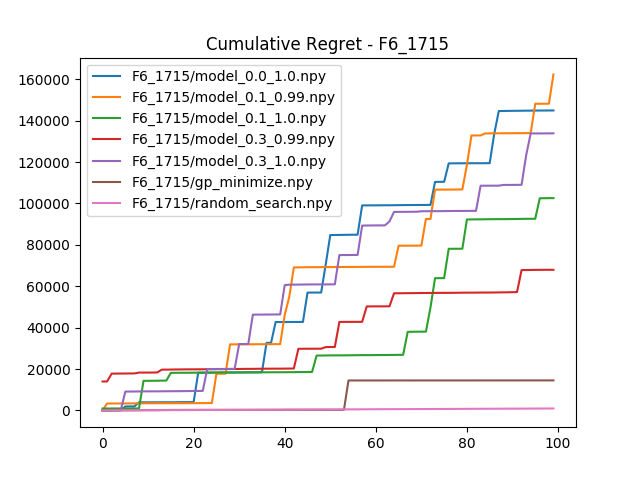 Cumulative Regret - F6_1715
F6_1715/model_0.0_1.0.npy
F6_1715/model_0.1_0.99.npy
F6_1715/model_0.1_1.0.npy
F6_1715/model_0.3_0.99.npy
F6_1715/model_0.3_1.0.npy
F6_1715/gp_minimize.npy
F6_1715/random_search.npy
160000
140000
120000
100000
80000
60000
40000
20000
0
0 20 40 60 80 100